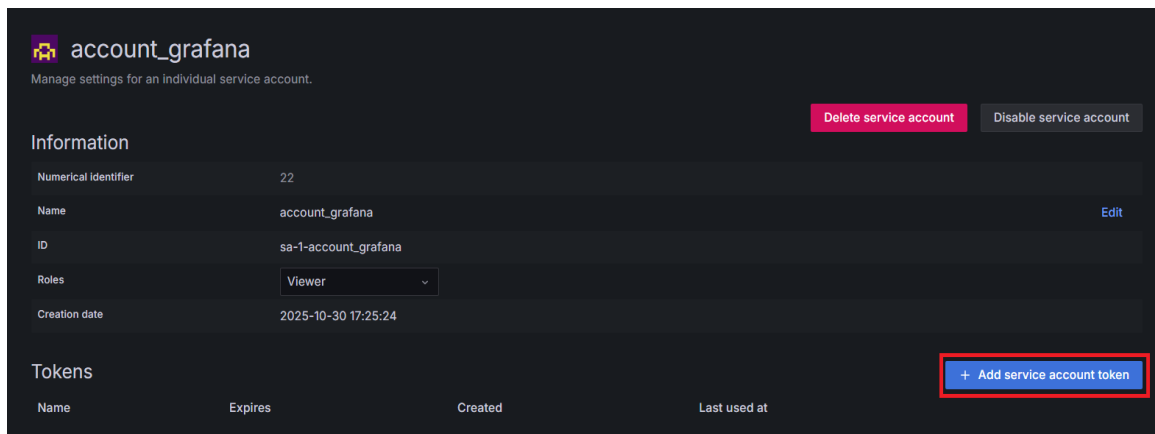 account_grafana
Manage settings for an individual service account.
Delete service account Disable service account
Information
Numerical identifier 22
Name account_grafana Edit
ID sa-1-account_grafana
Roles Viewer
Creation date 2025-10-30 17:25:24
Tokens
+ Add service account token
Name Expires Created Last used at